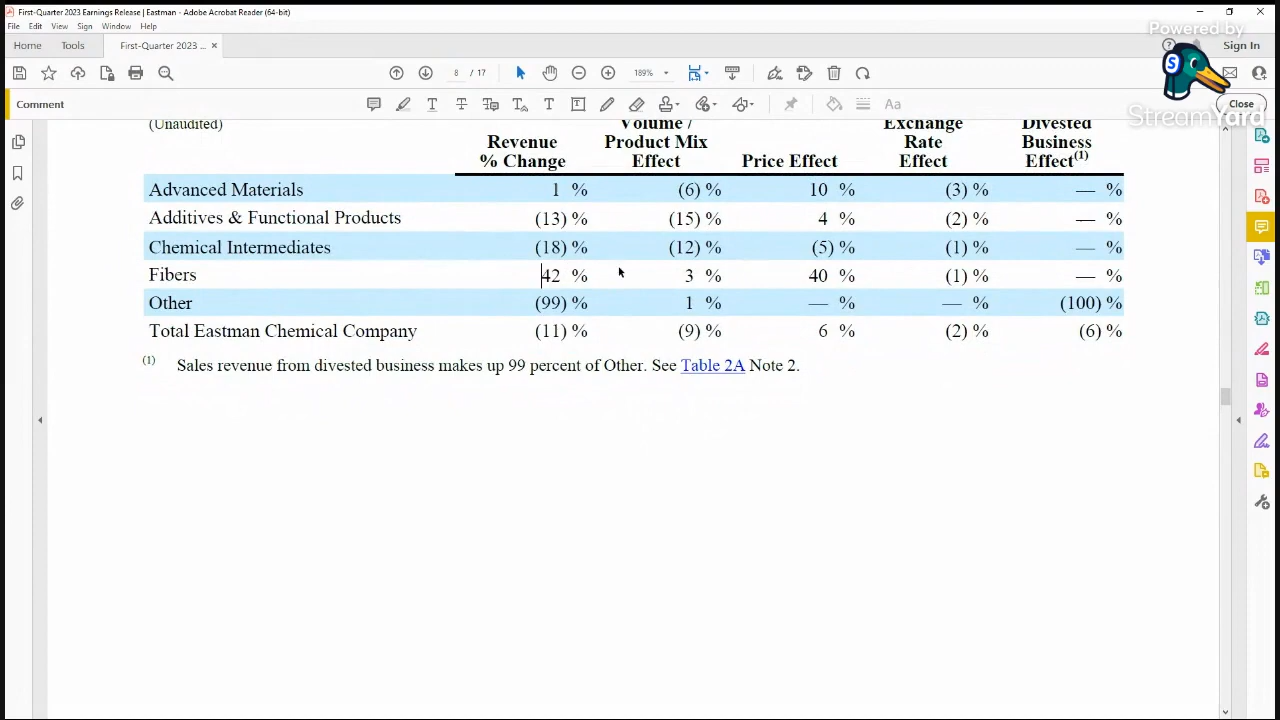 First-Quarter 2023 Earnings Release | Eastman - Adobe Acrobat Reader (64-bit)
File Edit View Sign Window Help
Powered by
Home Tools First-Quarter 2023 ... × Sign In
8 17 189%
StreamYard
Comment Aa Close
(Unaudited)
Revenue % Change
Volume / Product Mix Effect
Price Effect
Exchange Rate Effect
Divested Business Effect(1)
Advanced Materials 1 % (6) % 10 % (3) % — %
Additives & Functional Products (13) % (15) % 4 % (2) % — %
Chemical Intermediates (18) % (12) % (5) % (1) % — %
Fibers 42 % 3 % 40 % (1) % — %
Other (99) % 1 % — % — % (100) %
Total Eastman Chemical Company (11) % (9) % 6 % (2) % (6) %
(1) Sales revenue from divested business makes up 99 percent of Other. See Table 2A Note 2.